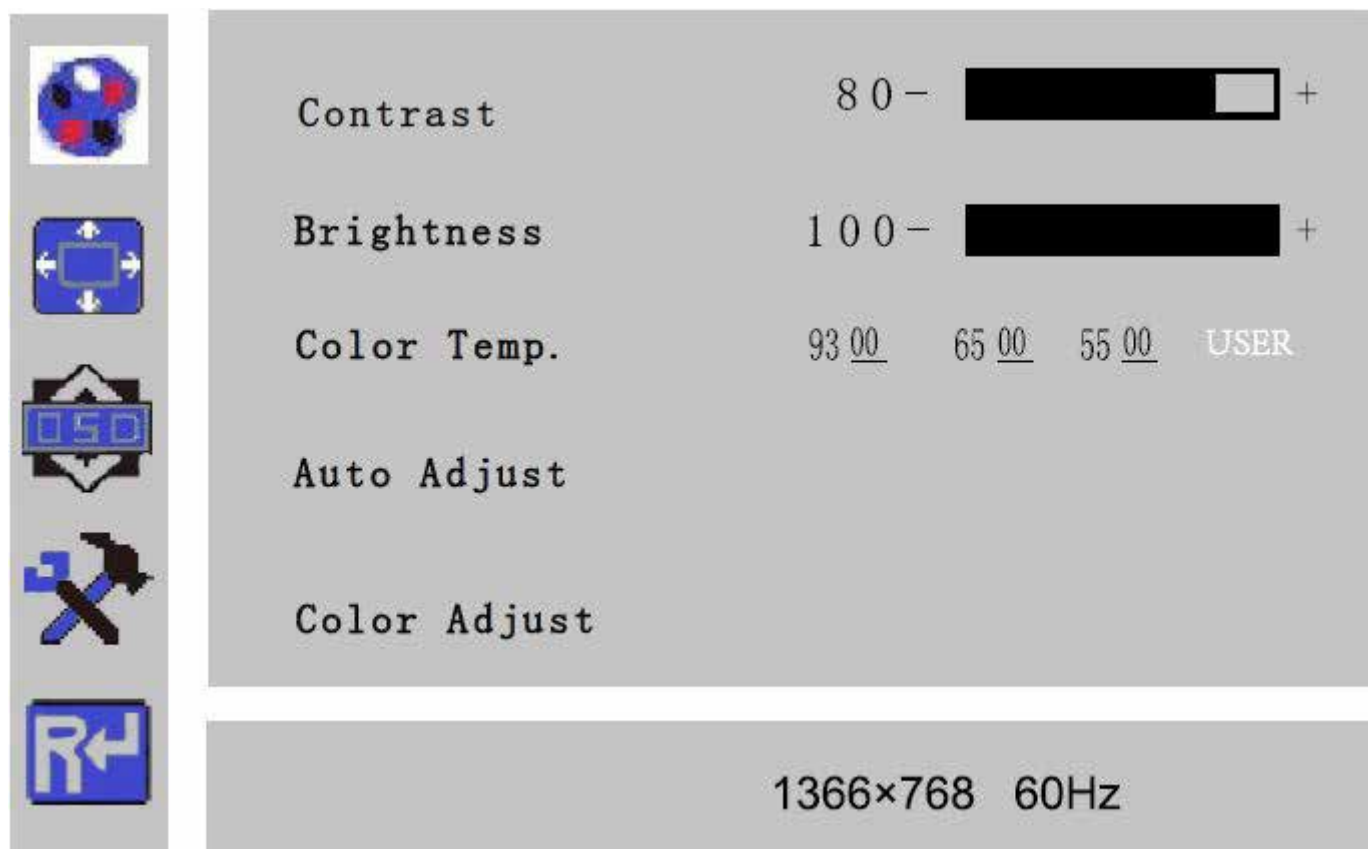 Contrast 80- +
Brightness 100- +
Color Temp. 9300 6500 5500 USER
OSD
Auto Adjust
Color Adjust
R
1366×768 60Hz